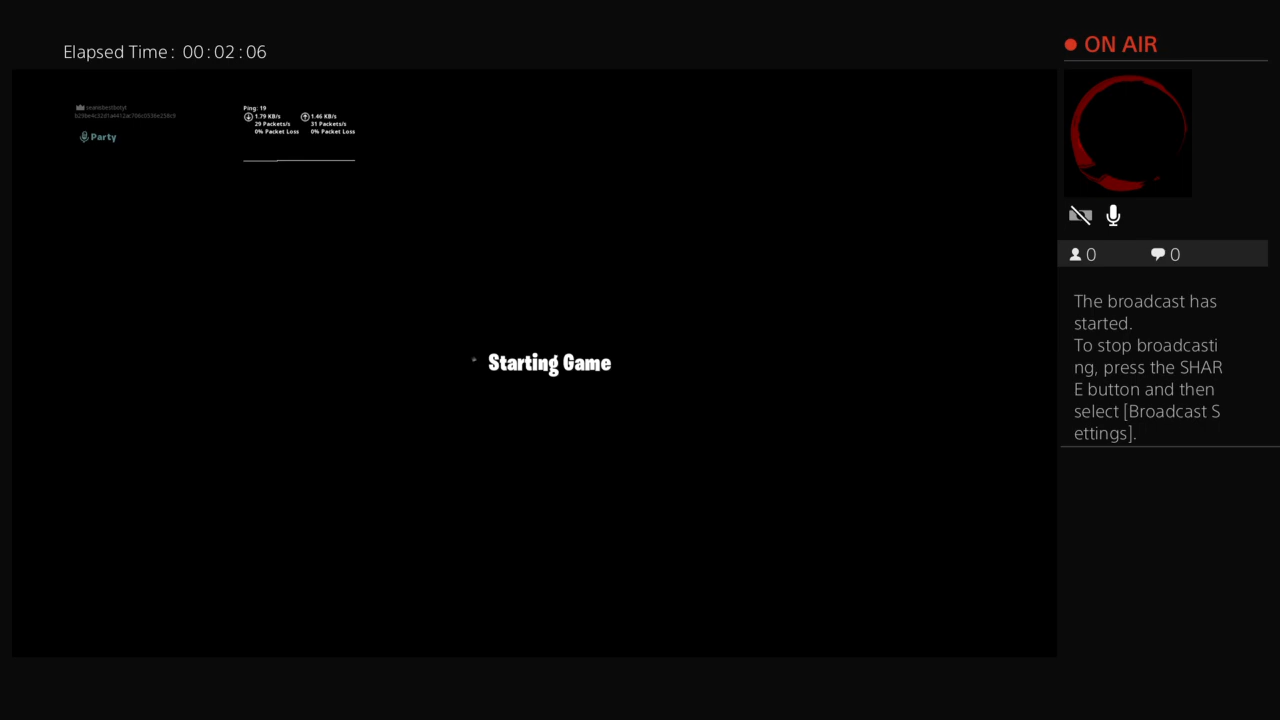 Elapsed Time: 00:02:06
ON AIR
Party
Ping: 19
1.79 KB/s
29 Packets/s
0% Packet Loss
1.46 KB/s
31 Packets/s
0% Packet Loss
0
0
Starting Game
The broadcast has
started.
To stop broadcasti
ng, press the SHAR
E button and then
select [Broadcast S
ettings].